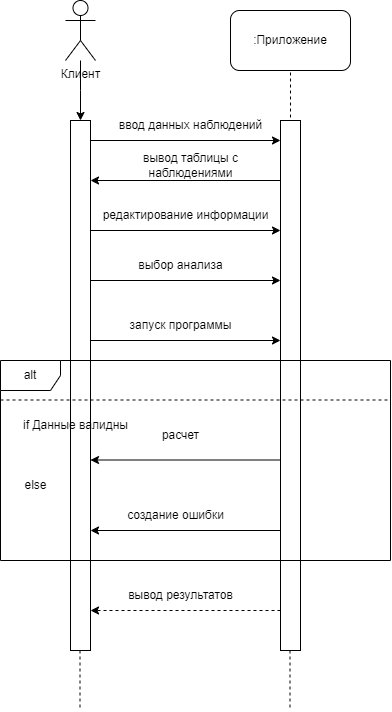 :Приложение
Клиент
ввод данных наблюдений
вывод таблицы с
наблюдениями
редактирование информации
выбор анализа
запуск программы
alt
if Данные валидны
расчет
else
создание ошибки
вывод результатов